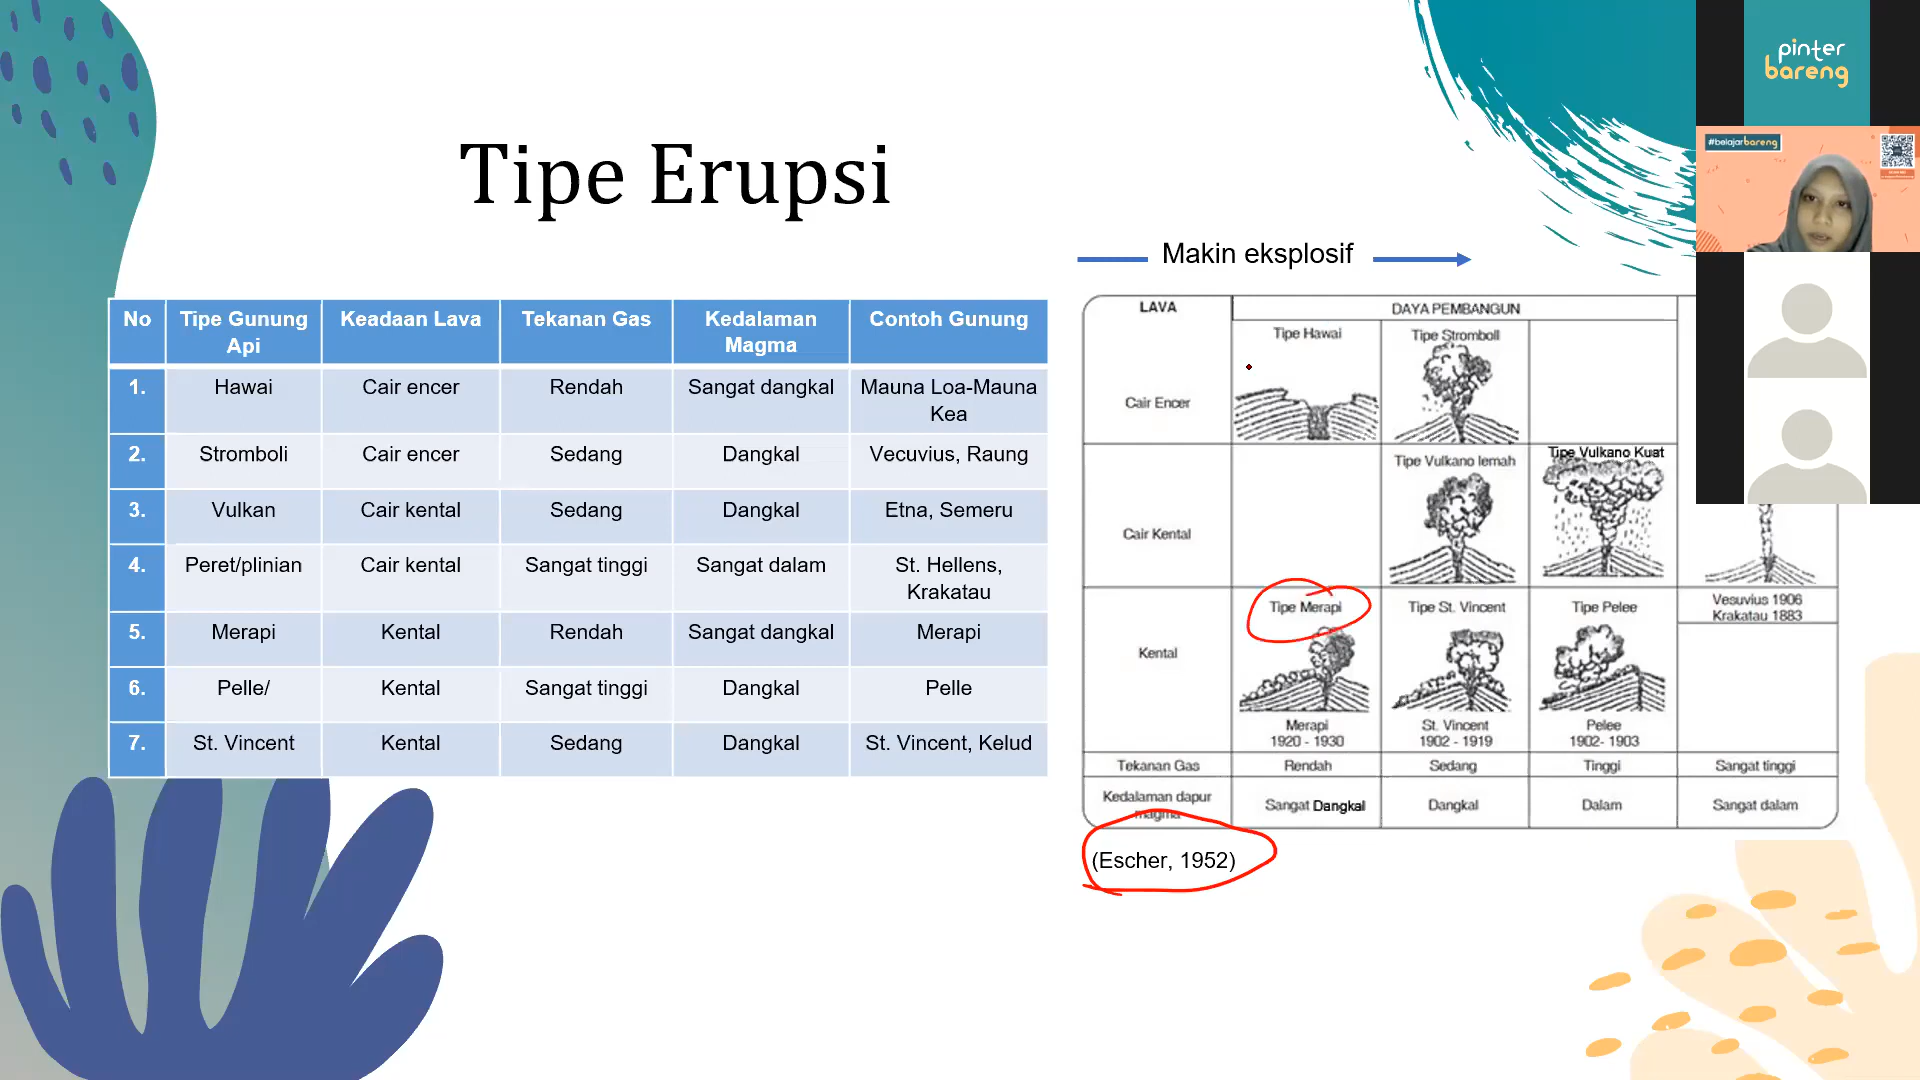 pinter
bareng
#belajarbareng
Tipe Erupsi
Makin eksplosif
No
Tipe Gunung
Api
Keadaan Lava
Tekanan Gas
Kedalaman
Magma
Contoh Gunung
1.
Hawai
Cair encer
Rendah
Sangat dangkal
Mauna Loa-Mauna
Kea
2.
Stromboli
Cair encer
Sedang
Dangkal
Vecuvius, Raung
3.
Vulkan
Cair kental
Sedang
Dangkal
Etna, Semeru
4.
Peret/plinian
Cair kental
Sangat tinggi
Sangat dalam
St. Hellens,
Krakatau
5.
Merapi
Kental
Rendah
Sangat dangkal
Merapi
6.
Pelle/
Kental
Sangat tinggi
Dangkal
Pelle
7.
St. Vincent
Kental
Sedang
Dangkal
St. Vincent, Kelud
LAVA
DAYA PEMBANGUN
Tipe Hawai
Tipe Stromboll
Cair Encer
Tipe Vulkano lemah
Tipe Vulkano Kuat
Cair Kental
Tipe Merapi
Tipe St. Vincent
Tipe Pelee
Vesuvius 1906
Krakatau 1883
Kental
Merapi
1920 - 1930
St. Vincent
1902 - 1919
Pelee
1902- 1903
Tekanan Gas
Rendah
Sedang
Tinggi
Sangat tinggi
Kedalaman dapur
magma
Sangat Dangkal
Dangkal
Dalam
Sangat dalam
(Escher, 1952)